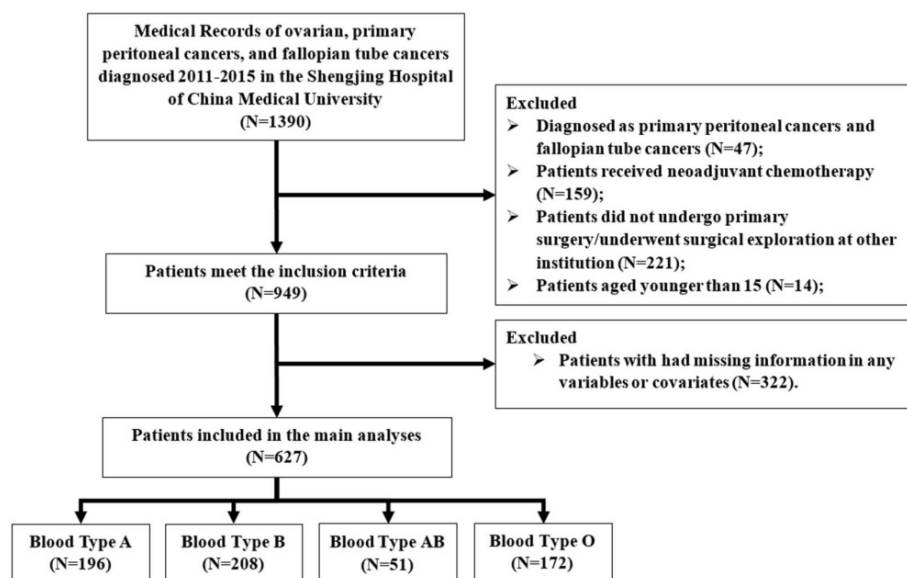 Medical Records of ovarian, primary
peritoneal cancers, and fallopian tube cancers
diagnosed 2011-2015 in the Shengjing Hospital
of China Medical University
(N=1390)
Excluded
➢ Diagnosed as primary peritoneal cancers and
fallopian tube cancers (N=47);
➢ Patients received neoadjuvant chemotherapy
(N=159);
➢ Patients did not undergo primary
surgery/underwent surgical exploration at other
institution (N=221);
➢ Patients aged younger than 15 (N=14);
Patients meet the inclusion criteria
(N=949)
Excluded
➢ Patients with had missing information in any
variables or covariates (N=322).
Patients included in the main analyses
(N=627)
Blood Type A
(N=196)
Blood Type B
(N=208)
Blood Type AB
(N=51)
Blood Type O
(N=172)